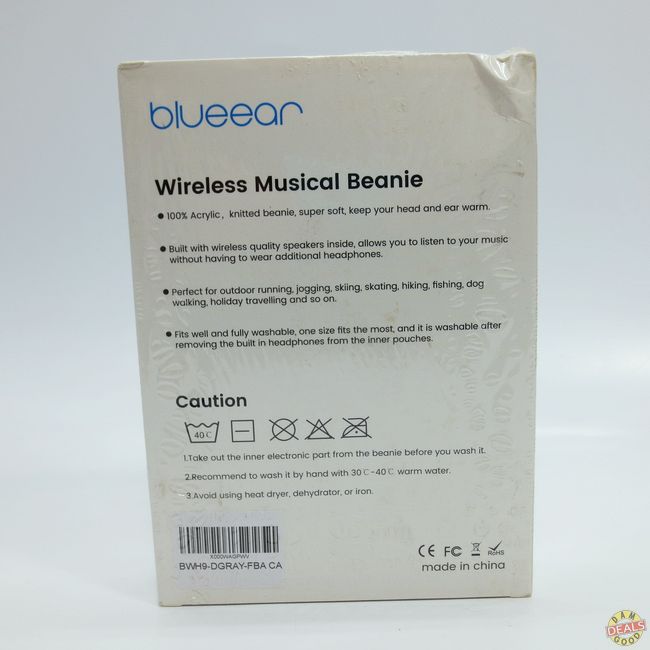 blueear
Wireless Musical Beanie
● 100% Acrylic, knitted beanie, super soft, keep your head and ear warm.
● Built with wireless quality speakers inside, allows you to listen to your music
without having to wear additional headphones.
● Perfect for outdoor running, jogging, skiing, skating, hiking, fishing, dog
walking, holiday travelling and so on.
● Fits well and fully washable, one size fits the most, and it is washable after
removing the built in headphones from the inner pouches.
Caution
40℃
1.Take out the inner electronic part from the beanie before you wash it.
2.Recommend to wash it by hand with 30℃-40℃ warm water.
3.Avoid using heat dryer, dehydrator, or iron.
X000WAGPWV
BWH9-DGRAY-FBA CA
CE FC RoHS
made in china
DAM
DEALS
GOOD